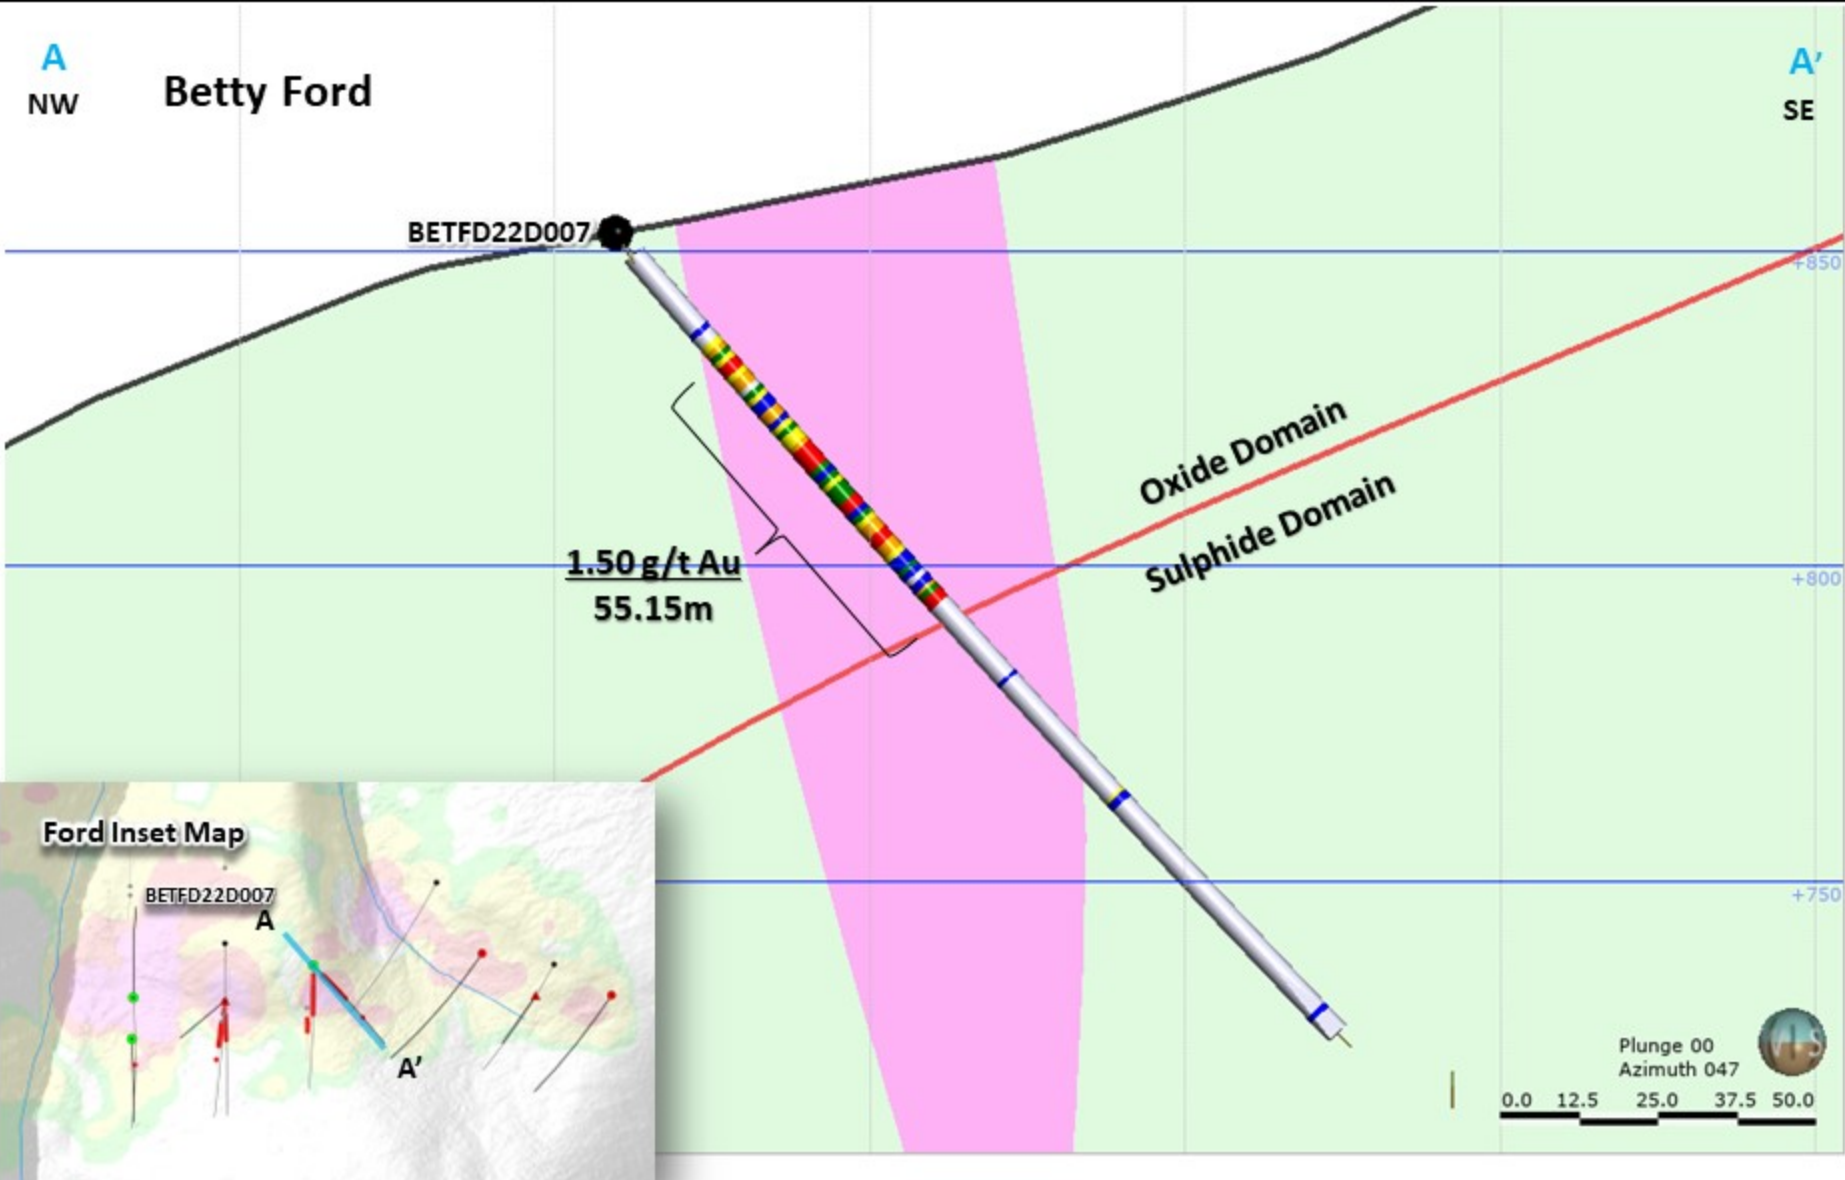 A
NW
Betty Ford
A’
SE
BETFD22D007
+850
Oxide Domain
Sulphide Domain
1.50 g/t Au
55.15m
+800
+750
Ford Inset Map
BETFD22D007
A
A’
Plunge 00
Azimuth 047
0.0 12.5 25.0 37.5 50.0